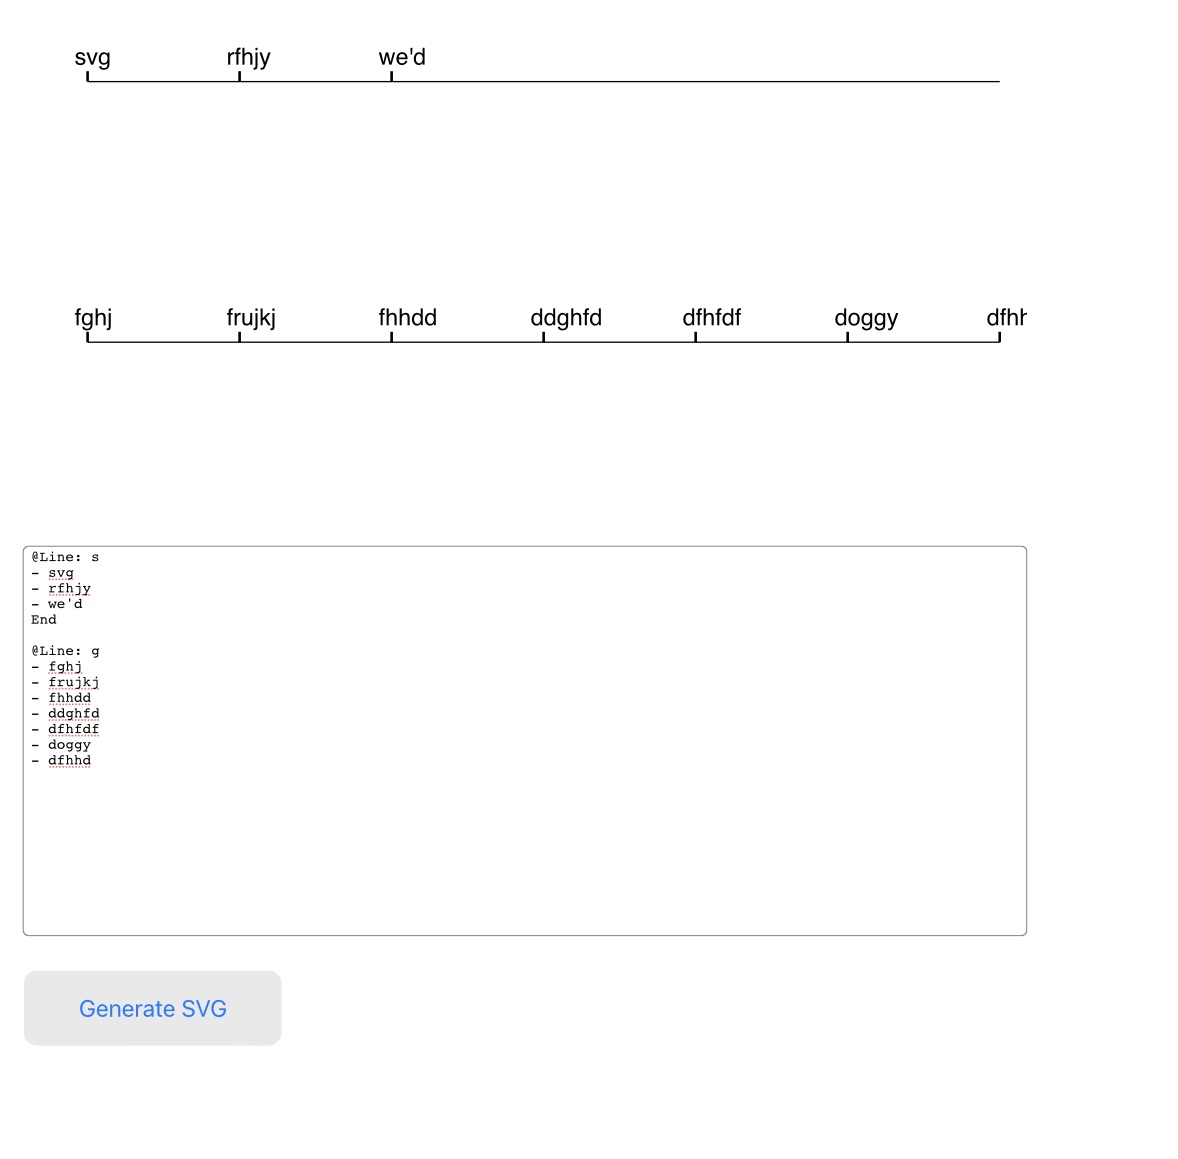 svg rfhjy we'd
fghj frujkj fhhdd ddghfd dfhfdf doggy
@Line: s
- svg
- rfhjy
- we'd
End
@Line: g
- fghj
- frujkj
- fhhdd
- ddghfd
- dfhfdf
- doggy
- dfhhd
Generate SVG